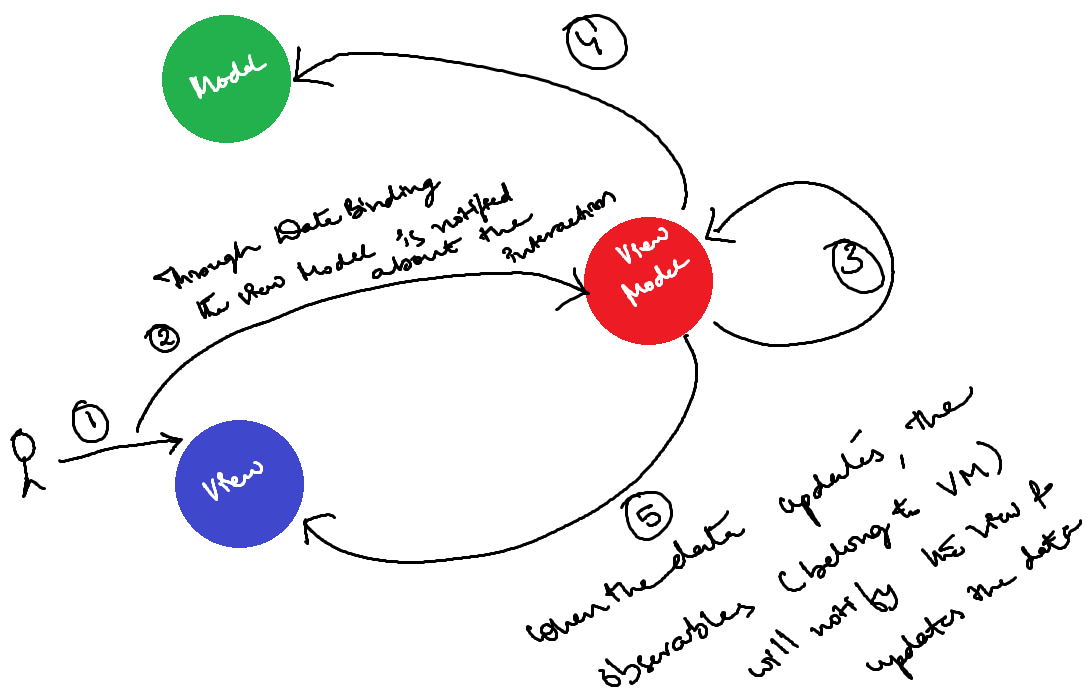 4
Model
Through Data Binding
the View Model is notified
about the
interaction
View
Model
3
2
1
View
5
when the data updates, the
observables (belong to VM)
will notify the view &
updates the data